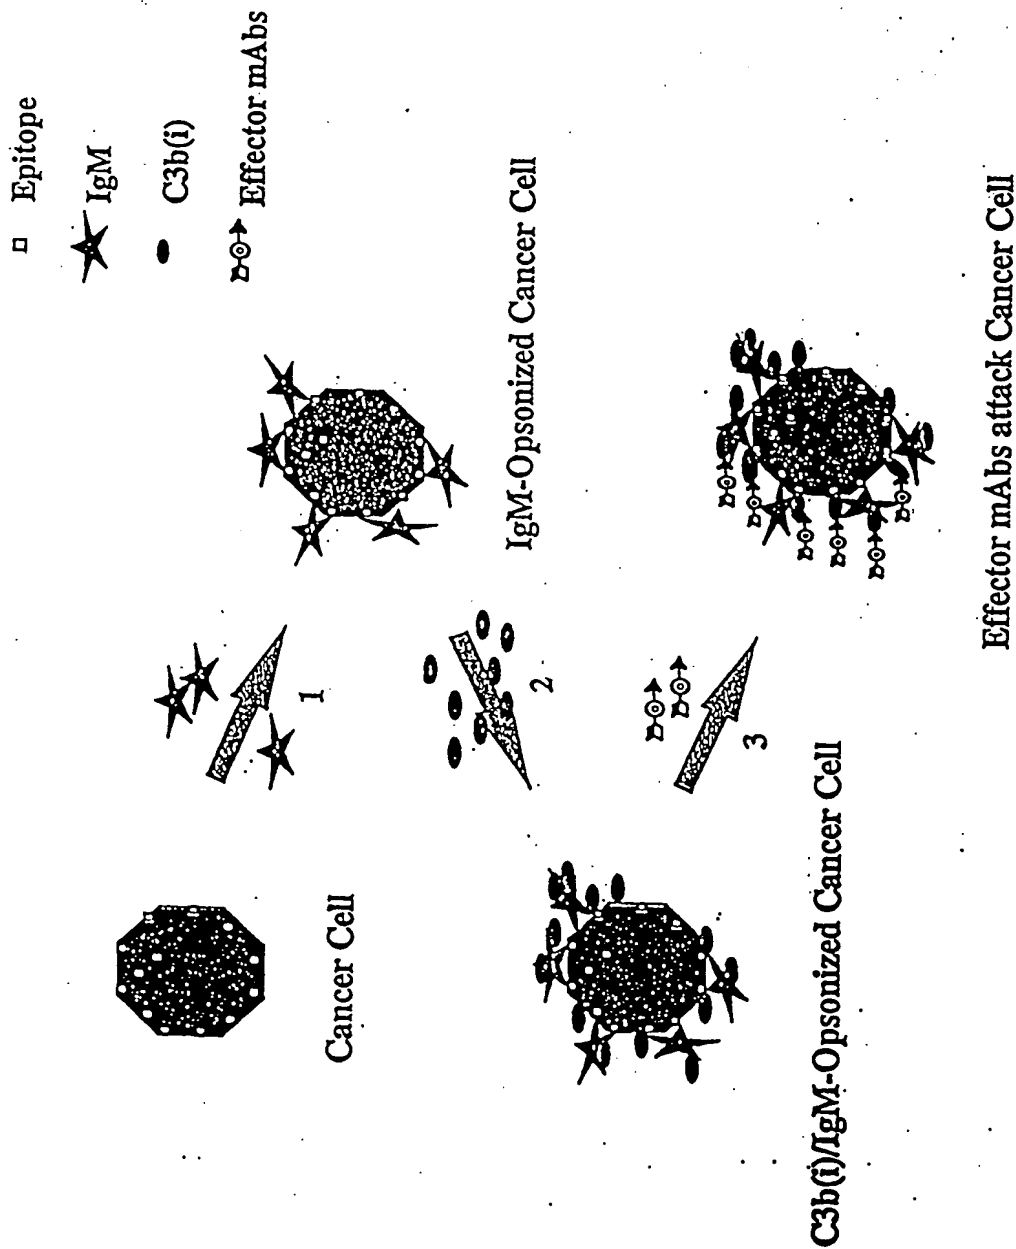 Epitope
IgM
C3b(i)
Effector mAbs
Cancer Cell
1
IgM-Opsonized Cancer Cell
2
C3b(i)/IgM-Opsonized Cancer Cell
3
Effector mAbs attack Cancer Cell